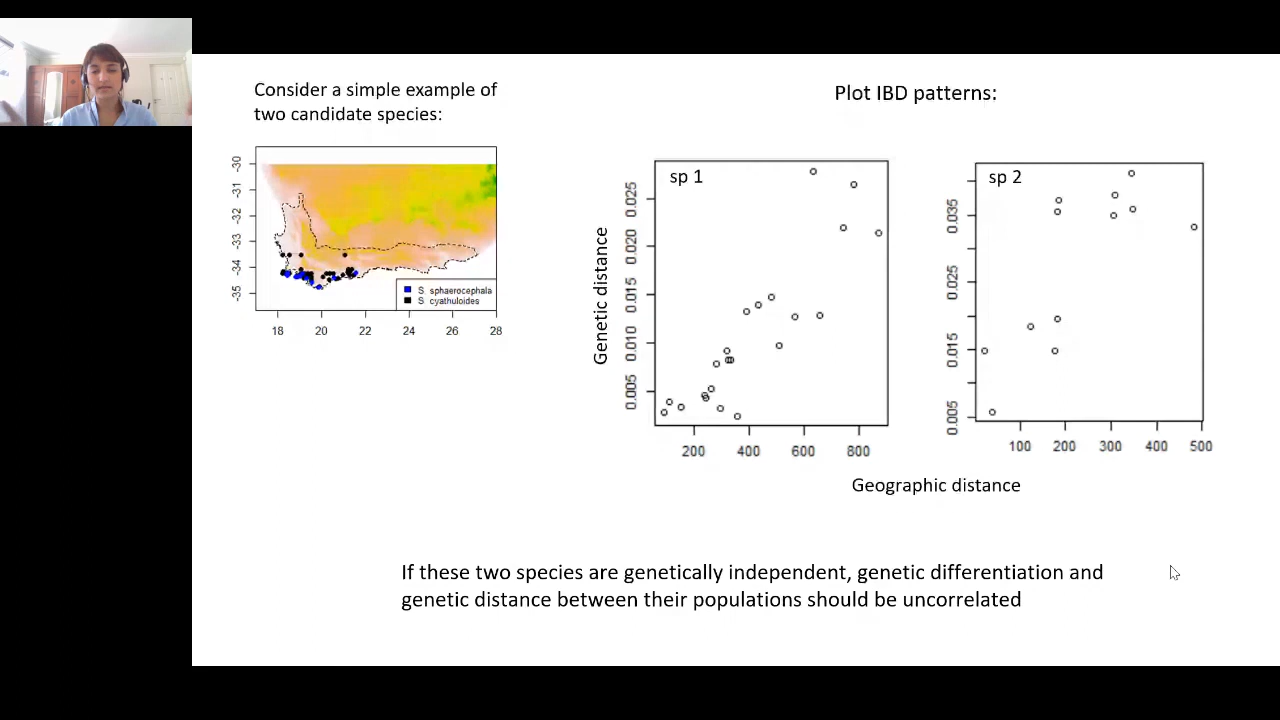 Consider a simple example of
two candidate species:
Plot IBD patterns:
-30
-31
-32
-33
-34
-35
S. sphaerocephala
S. cyathuloides
18
20
22
24
26
28
Genetic distance
sp 1
0.025
0.020
0.015
0.010
0.005
200
400
600
800
sp 2
0.035
0.025
0.015
0.005
100
200
300
400
500
Geographic distance
If these two species are genetically independent, genetic differentiation and
genetic distance between their populations should be uncorrelated